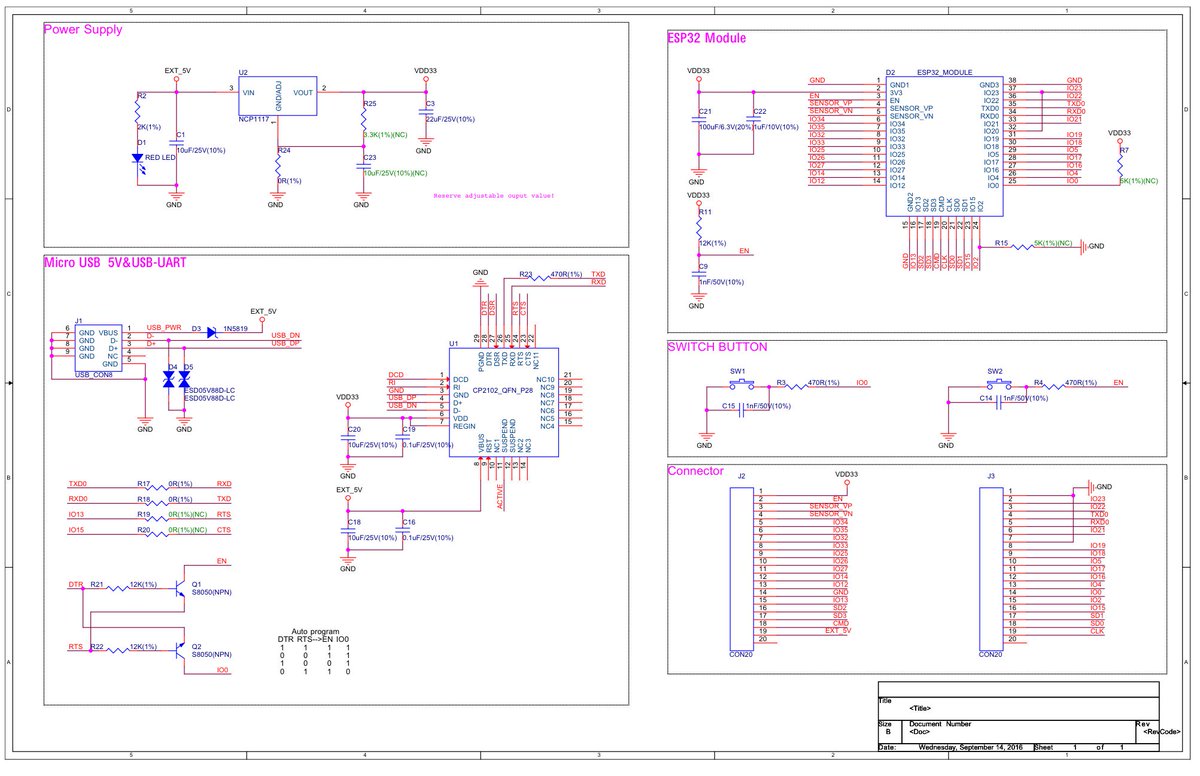 5 4 3 2 1
Power Supply
EXT_5V
R2
2K(1%)
D1
RED LED
C1
10uF/25V(10%)
GND
U2
3 VIN VOUT 2
GND/ADJ
1
NCP1117
R24
0R(1%)
GND
R25
3.3K(1%)(NC)
C23
10uF/25V(10%)(NC)
GND
VDD33
C3
22uF/25V(10%)
GND
Reserve adjustable ouput value!
ESP32 Module
VDD33
C21
100uF/6.3V(20%)
C22
1uF/10V(10%)
GND
VDD33
R11
12K(1%)
EN
C9
1nF/50V(10%)
GND
D2 ESP32_MODULE
GND 1 GND1 GND3 38 GND
2 3V3 IO23 37 IO23
EN 3 EN IO22 36 IO22
SENSOR_VP 4 SENSOR_VP TXD0 35 TXD0
SENSOR_VN 5 SENSOR_VN RXD0 34 RXD0
IO34 6 IO34 IO21 33 IO21
IO35 7 IO35 IO20 32
IO32 8 IO32 IO19 31 IO19
IO33 9 IO33 IO18 30 IO18
IO25 10 IO25 IO5 29 IO5
IO26 11 IO26 IO17 28 IO17
IO27 12 IO27 IO16 27 IO16
IO14 13 IO14 IO4 26 IO4
IO12 14 IO12 IO0 25 IO0
GND2 IO13 SD2 SD3 CMD CLK SD0 SD1 IO15 IO2
15 16 17 18 19 20 21 22 23 24
GND IO13 SD2 SD3 CMD CLK SD0 SD1 IO15 IO2
VDD33
R7
5K(1%)(NC)
R15 5K(1%)(NC) GND
Micro USB 5V&USB-UART
J1
6 GND VBUS 1 USB_PWR
7 GND D- 2 D-
8 GND D+ 3 D+
9 GND NC 4
GND 5
USB_CON8
D3 1N5819
EXT_5V
USB_DN
USB_DP
D4 D5
ESD05V88D-LC
ESD05V88D-LC
GND GND
GND
R23 470R(1%) TXD
RXD
DTR DSR RTS CTS
29 28 27 26 25 24 23 22
PGND DTR DSR TXD RXD RTS CTS NC11
U1
CP2102_QFN_P28
DCD 1 DCD NC10 21
RI 2 RI NC9 20
GND 3 GND NC8 19
USB_DP 4 D+ NC7 18
USB_DN 5 D- NC6 17
6 VDD NC5 16
7 REGIN NC4 15
VBUS RST NC1 SUSPEND SUSPEND NC2 NC3
8 9 10 11 12 13 14
ACTIVE
VDD33
C20
10uF/25V(10%)
C19
0.1uF/25V(10%)
GND
EXT_5V
C18
10uF/25V(10%)
C16
0.1uF/25V(10%)
GND
TXD0 R17 0R(1%) RXD
RXD0 R18 0R(1%) TXD
IO13 R19 0R(1%)(NC) RTS
IO15 R20 0R(1%)(NC) CTS
EN
DTR R21 12K(1%) Q1
S8050(NPN)
RTS R22 12K(1%) Q2
S8050(NPN)
IO0
Auto program
DTR RTS-->EN IO0
1 1 1 1
0 0 1 1
1 0 0 1
0 1 1 0
SWITCH BUTTON
SW1
R3 470R(1%) IO0
C15 1nF/50V(10%)
GND
SW2
R4 470R(1%) EN
C14 1nF/50V(10%)
GND
Connector
J2
VDD33
1
2 EN
3 SENSOR_VP
4 SENSOR_VN
5 IO34
6 IO35
7 IO32
8 IO33
9 IO25
10 IO26
11 IO27
12 IO14
13 IO12
14 GND
15 IO13
16 SD2
17 SD3
18 CMD
19 EXT_5V
20
CON20
J3
GND
1
2 IO23
3 IO22
4 TXD0
5 RXD0
6 IO21
7
8 IO19
9 IO18
10 IO5
11 IO17
12 IO16
13 IO4
14 IO0
15 IO2
16 IO15
17 SD1
18 SD0
19 CLK
20
CON20
Title
<Title>
Size Document Number Rev
B <Doc> <RevCode>
Date: Wednesday, September 14, 2016 Sheet 1 of 1
D
C
B
A
D
C
B
A
5 4 3 2 1